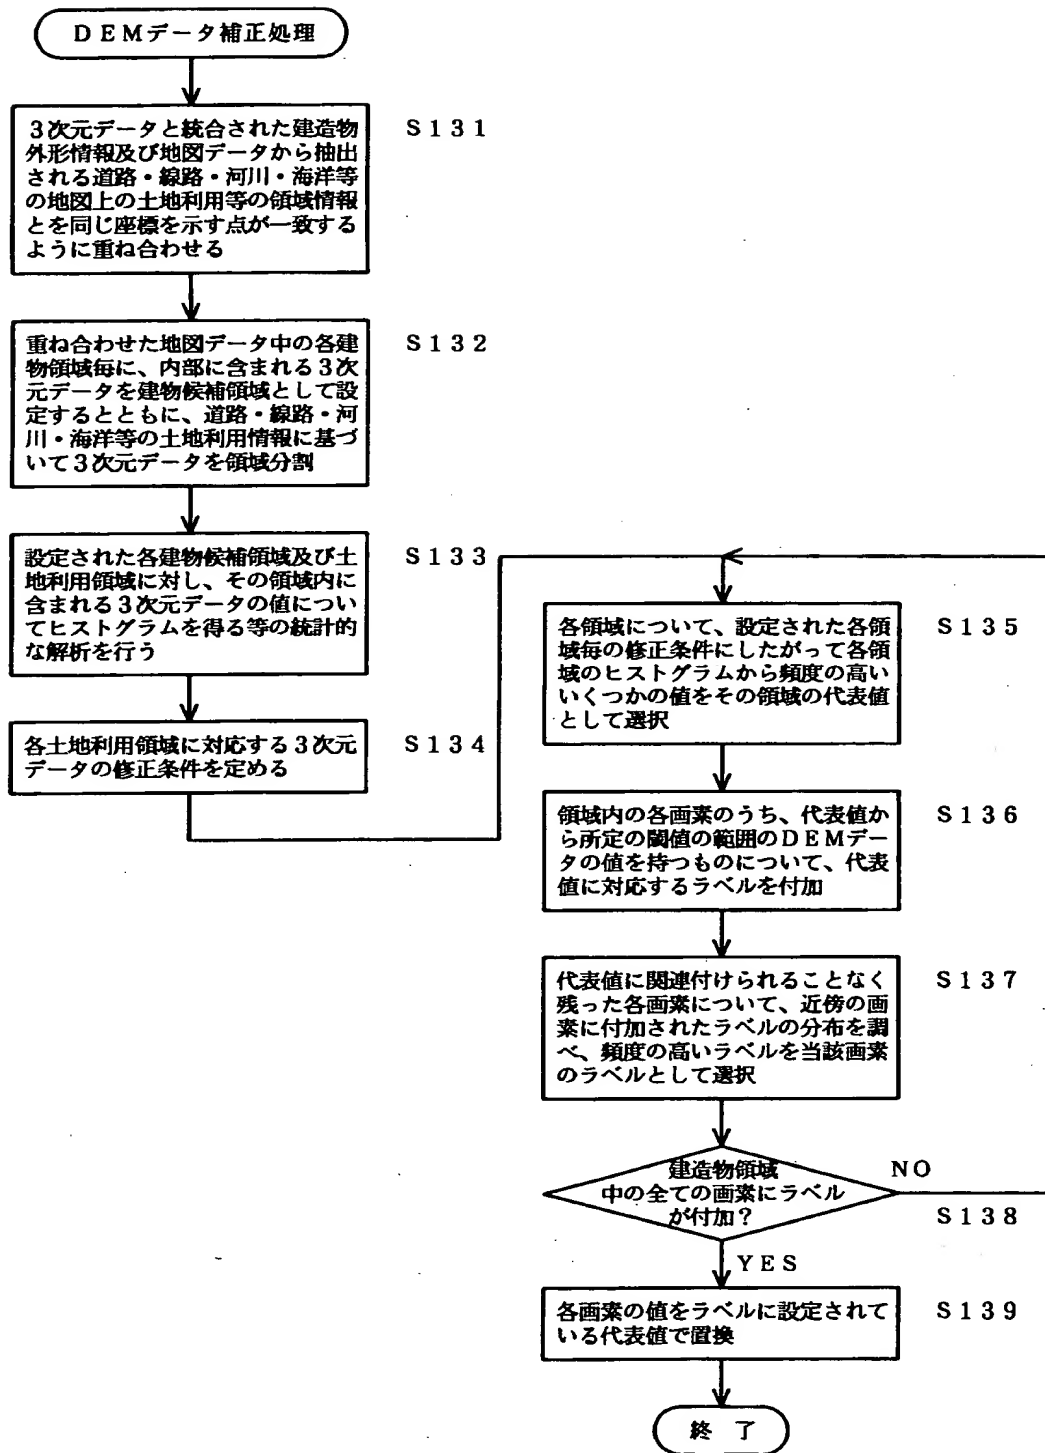 DEMデータ補正処理
3次元データと統合された建造物
外形情報及び地図データから抽出
される道路・線路・河川・海洋等
の地図上の土地利用等の領域情報
とを同じ座標を示す点が一致する
ように重ね合わせる
S131
重ね合わせた地図データ中の各建
物領域毎に、内部に含まれる3次
元データを建物候補領域として設
定するとともに、道路・線路・河
川・海洋等の土地利用情報に基づ
いて3次元データを領域分割
S132
設定された各建物候補領域及び土
地利用領域に対し、その領域内に
含まれる3次元データの値につい
てヒストグラムを得る等の統計的
な解析を行う
S133
各土地利用領域に対応する3次元
データの修正条件を定める
S134
各領域について、設定された各領
域毎の修正条件にしたがって各領
域のヒストグラムから頻度の高い
いくつかの値をその領域の代表値
として選択
S135
領域内の各画素のうち、代表値か
ら所定の閾値の範囲のDEMデー
タの値を持つものについて、代表
値に対応するラベルを付加
S136
代表値に関連付けられることなく
残った各画素について、近傍の画
素に付加されたラベルの分布を調
べ、頻度の高いラベルを当該画素
のラベルとして選択
S137
建造物領域
中の全ての画素にラベル
が付加?
NO
S138
YES
各画素の値をラベルに設定されて
いる代表値で置換
S139
終了